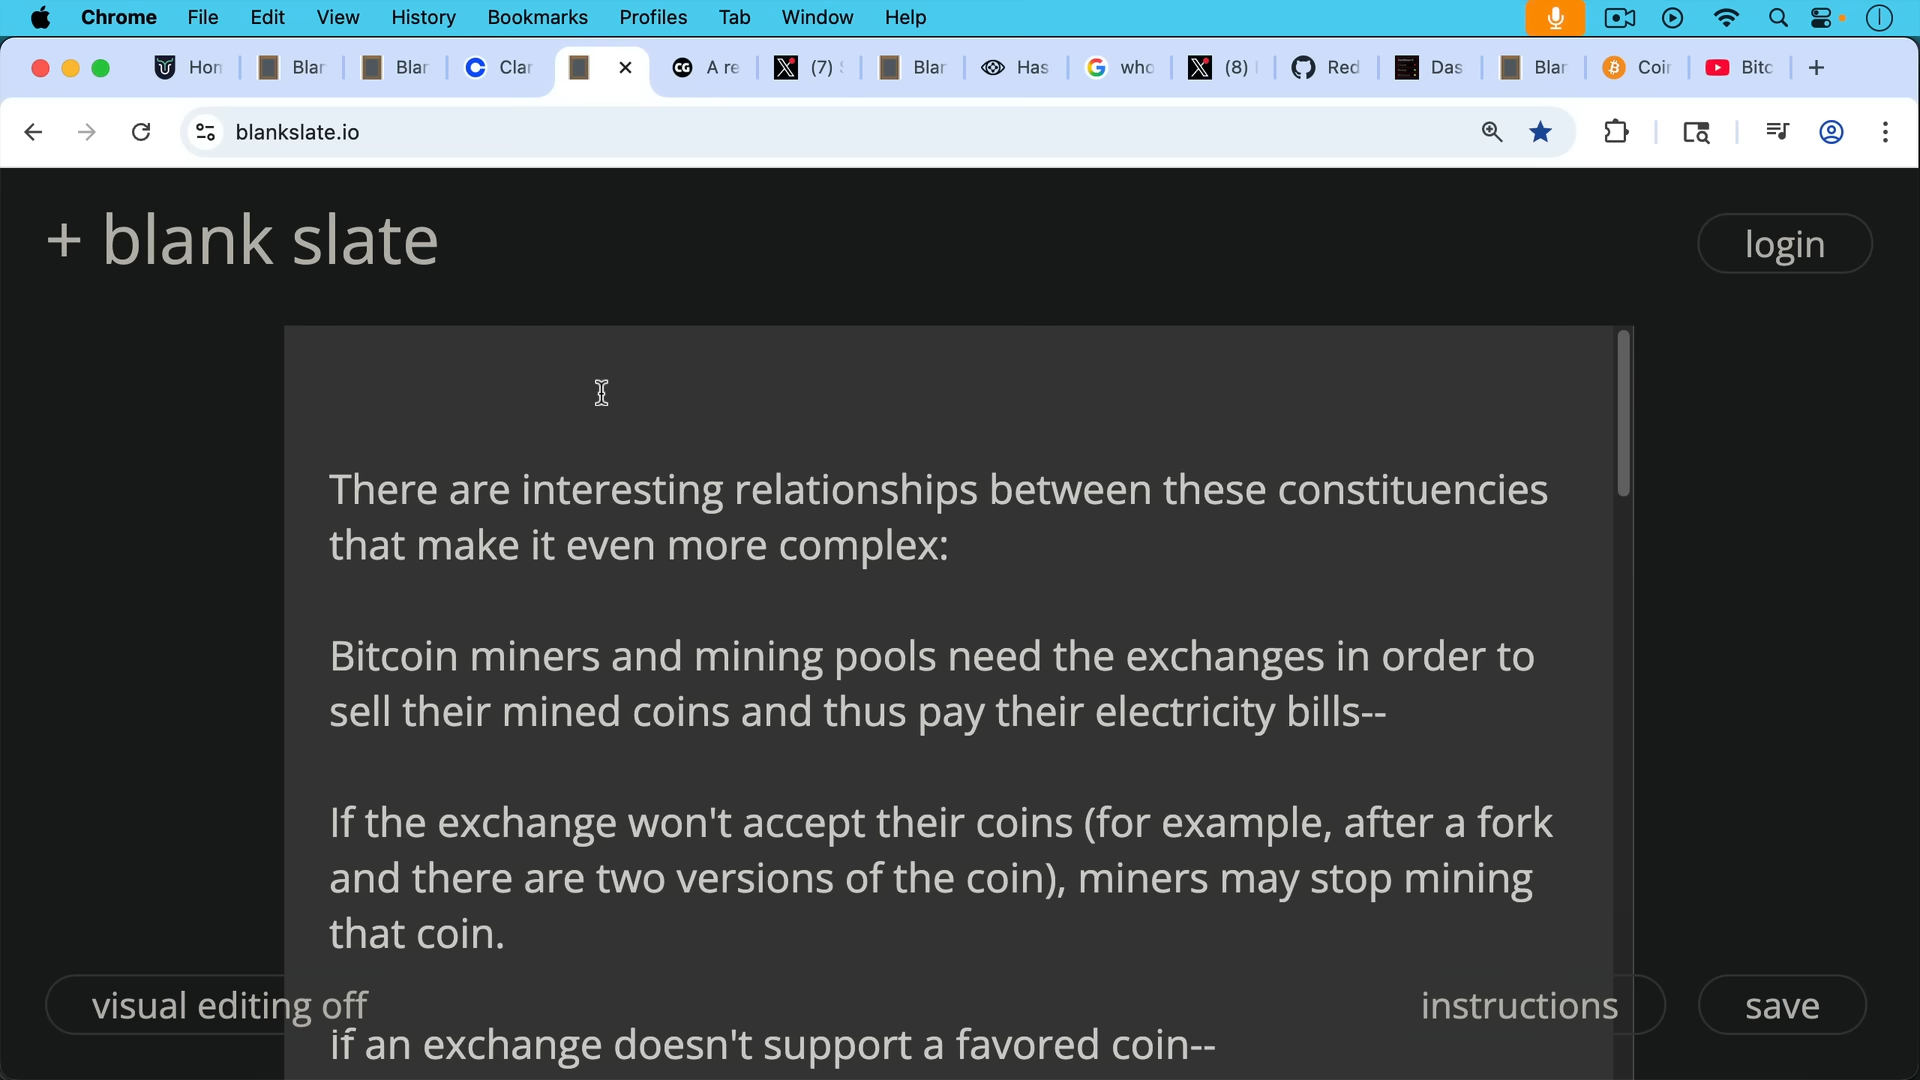 Chrome File Edit View History Bookmarks Profiles Tab Window Help
Hon Blar Blar Clar A re (7) Blar Has who (8) Red Das Blar Coin Bitc
blankslate.io
+ blank slate
login
There are interesting relationships between these constituencies
that make it even more complex:
Bitcoin miners and mining pools need the exchanges in order to
sell their mined coins and thus pay their electricity bills--
If the exchange won't accept their coins (for example, after a fork
and there are two versions of the coin), miners may stop mining
that coin.
visual editing off
instructions
save
if an exchange doesn't support a favored coin--